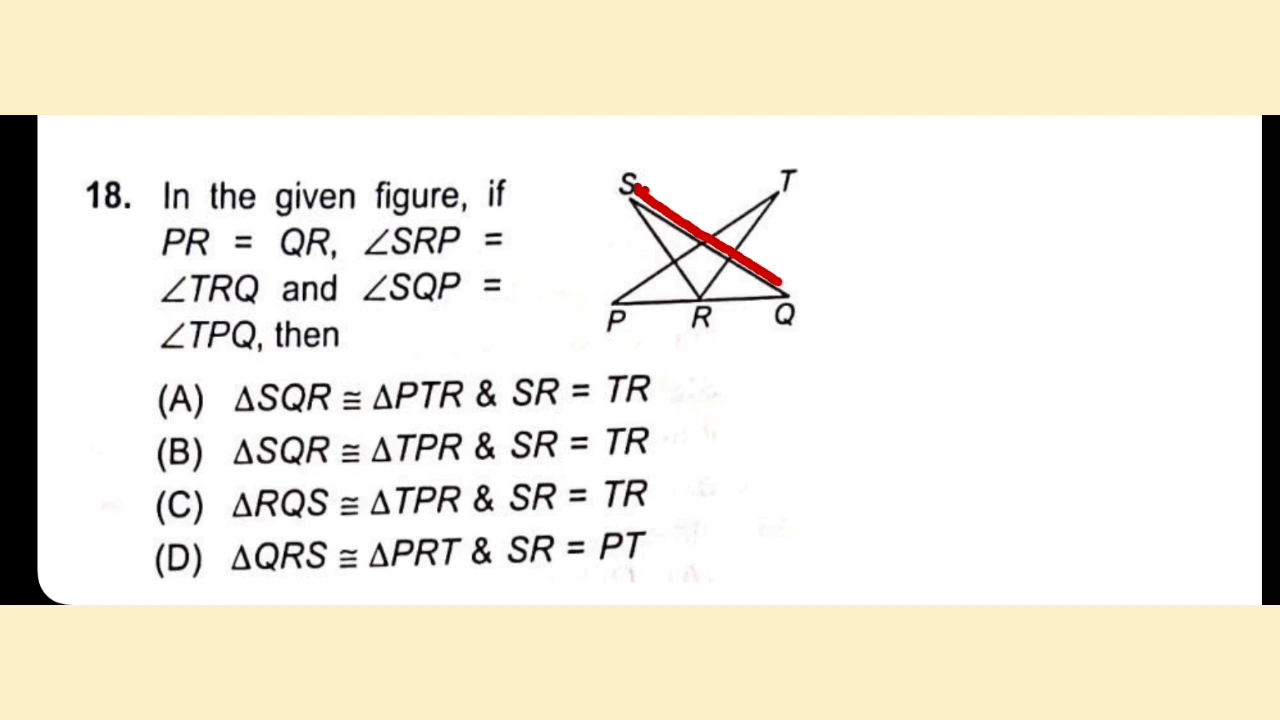 18. In the given figure, if
PR = QR, ∠SRP =
∠TRQ and ∠SQP =
∠TPQ, then
S T
P R Q
(A) ΔSQR ≅ ΔPTR & SR = TR
(B) ΔSQR ≅ ΔTPR & SR = TR
(C) ΔRQS ≅ ΔTPR & SR = TR
(D) ΔQRS ≅ ΔPRT & SR = PT